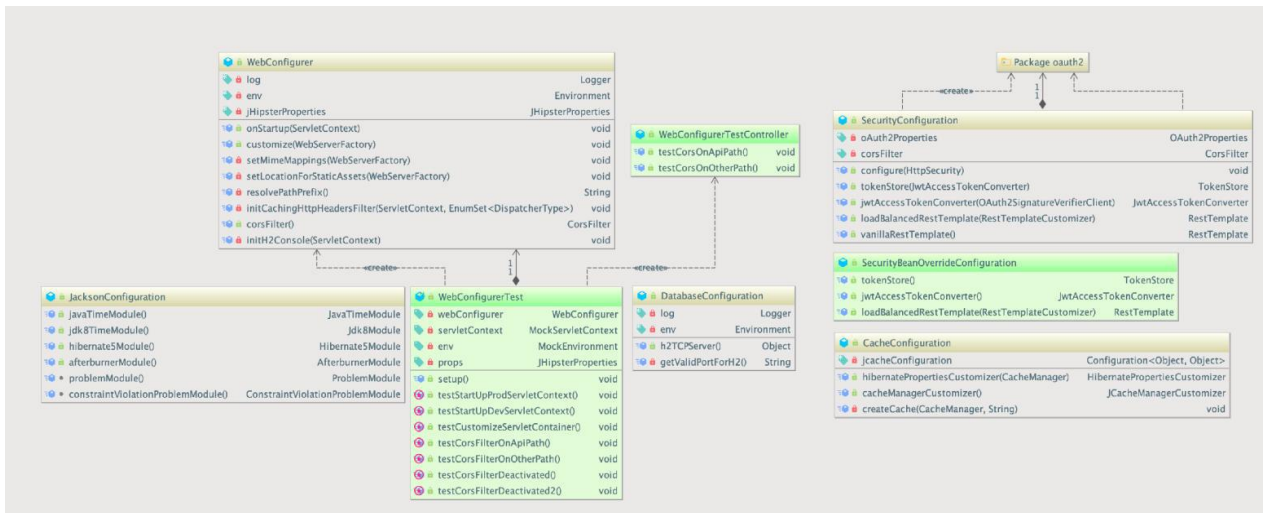 WebConfigurer
log Logger
env Environment
jHipsterProperties JHipsterProperties
onStartup(ServletContext) void
customize(WebServerFactory) void
setMimeMappings(WebServerFactory) void
setLocationForStaticAssets(WebServerFactory) void
resolvePathPrefix() String
initCachingHttpHeadersFilter(ServletContext, EnumSet<DispatcherType>) void
corsFilter() CorsFilter
initH2Console(ServletContext) void
WebConfigurerTestController
testCorsOnApiPath() void
testCorsOnOtherPath() void
Package oauth2
«create»
1
1
SecurityConfiguration
oAuth2Properties OAuth2Properties
corsFilter CorsFilter
configure(HttpSecurity) void
tokenStore(JwtAccessTokenConverter) TokenStore
jwtAccessTokenConverter(OAuth2SignatureVerifierClient) JwtAccessTokenConverter
loadBalancedRestTemplate(RestTemplateCustomizer) RestTemplate
vanillaRestTemplate() RestTemplate
«create»
1
1
«create»
SecurityBeanOverrideConfiguration
tokenStore() TokenStore
jwtAccessTokenConverter() JwtAccessTokenConverter
loadBalancedRestTemplate(RestTemplateCustomizer) RestTemplate
JacksonConfiguration
javaTimeModule() JavaTimeModule
jdk8TimeModule() Jdk8Module
hibernate5Module() Hibernate5Module
afterburnerModule() AfterburnerModule
problemModule() ProblemModule
constraintViolationProblemModule() ConstraintViolationProblemModule
WebConfigurerTest
webConfigurer WebConfigurer
servletContext MockServletContext
env MockEnvironment
props JHipsterProperties
setup() void
testStartUpProdServletContext() void
testStartUpDevServletContext() void
testCustomizeServletContainer() void
testCorsFilterOnApiPath() void
testCorsFilterOnOtherPath() void
testCorsFilterDeactivated() void
testCorsFilterDeactivated2() void
DatabaseConfiguration
log Logger
env Environment
h2TCPServer() Object
getValidPortForH2() String
CacheConfiguration
jcacheConfiguration Configuration<Object, Object>
hibernatePropertiesCustomizer(CacheManager) HibernatePropertiesCustomizer
cacheManagerCustomizer() JCacheManagerCustomizer
createCache(CacheManager, String) void